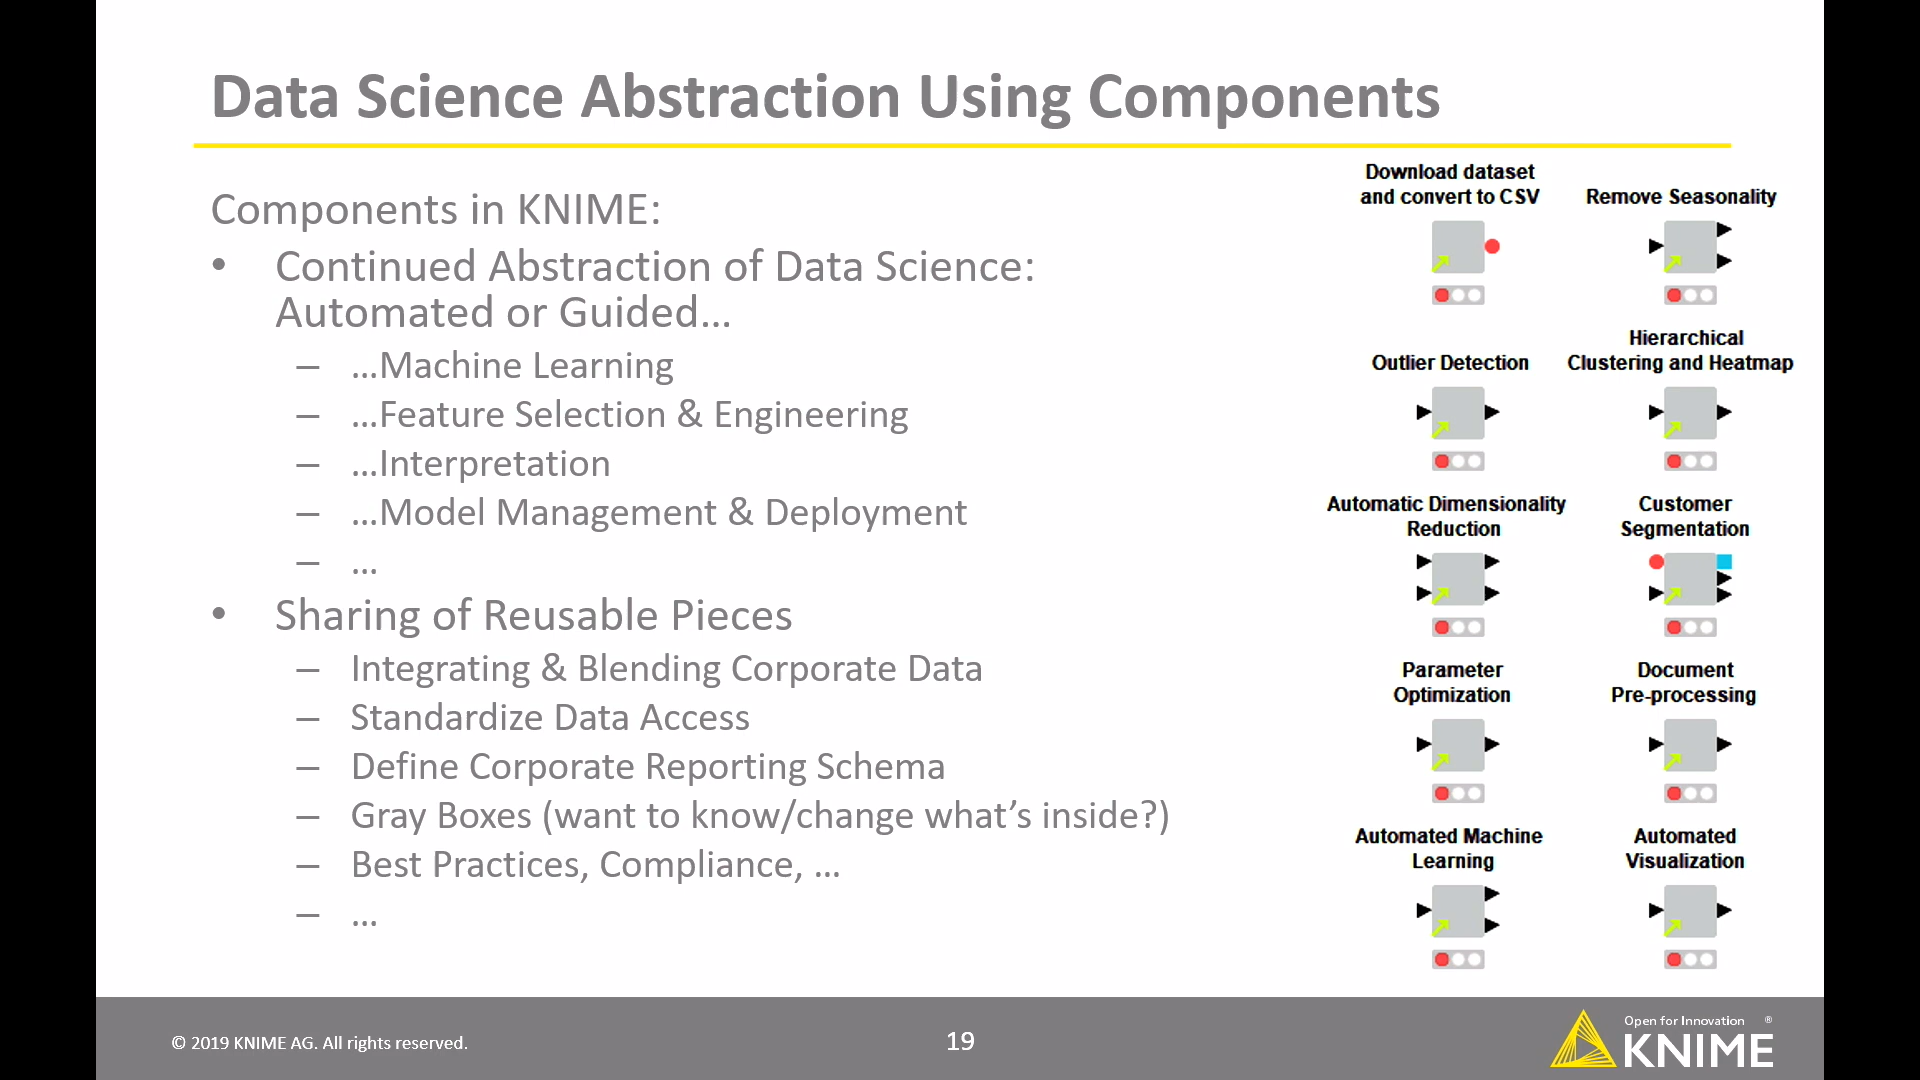 Data Science Abstraction Using Components
Components in KNIME:
• Continued Abstraction of Data Science:
Automated or Guided…
– …Machine Learning
– …Feature Selection & Engineering
– …Interpretation
– …Model Management & Deployment
– …
• Sharing of Reusable Pieces
– Integrating & Blending Corporate Data
– Standardize Data Access
– Define Corporate Reporting Schema
– Gray Boxes (want to know/change what’s inside?)
– Best Practices, Compliance, …
– …
Download dataset
and convert to CSV
Remove Seasonality
Outlier Detection
Hierarchical
Clustering and Heatmap
Automatic Dimensionality
Reduction
Customer
Segmentation
Parameter
Optimization
Document
Pre-processing
Automated Machine
Learning
Automated
Visualization
© 2019 KNIME AG. All rights reserved.
19
Open for Innovation ®
KNIME